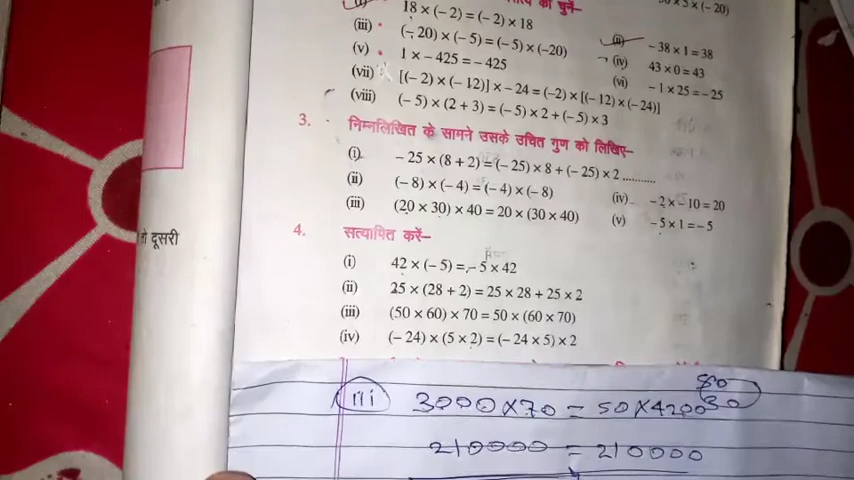 को चुनें–
(i) 18 × (– 2) = (– 2) × 18
× 5 × (– 20)
(ii) – 38 × 1 = 38
(iii) (– 20) × (– 5) = (– 5) × (–20)
(iv) 43 × 0 = 43
(v) 1 × – 425 = – 425
(vi) – 1 × 25 = – 25
(vii) [(– 2) × (– 12)] × – 24 = (–2) × [(– 12) × (– 24)]
(viii) (– 5) × (2 + 3) = (– 5) × 2 + (– 5) × 3
3. निम्नलिखित के सामने उसके उचित गुण को लिखिए–
(i) – 25 × (8 + 2) = (– 25) × 8 + (– 25) × 2 ...........
(ii) (– 8) × (– 4) = (– 4) × (– 8)
(iv) – 2 × – 10 = 20
(iii) (20 × 30) × 40 = 20 × (30 × 40)
(v) – 5 × 1 = – 5
ो दूसरी
4. सत्यापित करें–
(i) 42 × (– 5) = – 5 × 42
(ii) 25 × (28 + 2) = 25 × 28 + 25 × 2
(iii) (50 × 60) × 70 = 50 × (60 × 70)
(iv) (– 24) × (5 × 2) = (– 24 × 5) × 2
iii 3000 × 70 = 50 × 4200
210000 = 210000